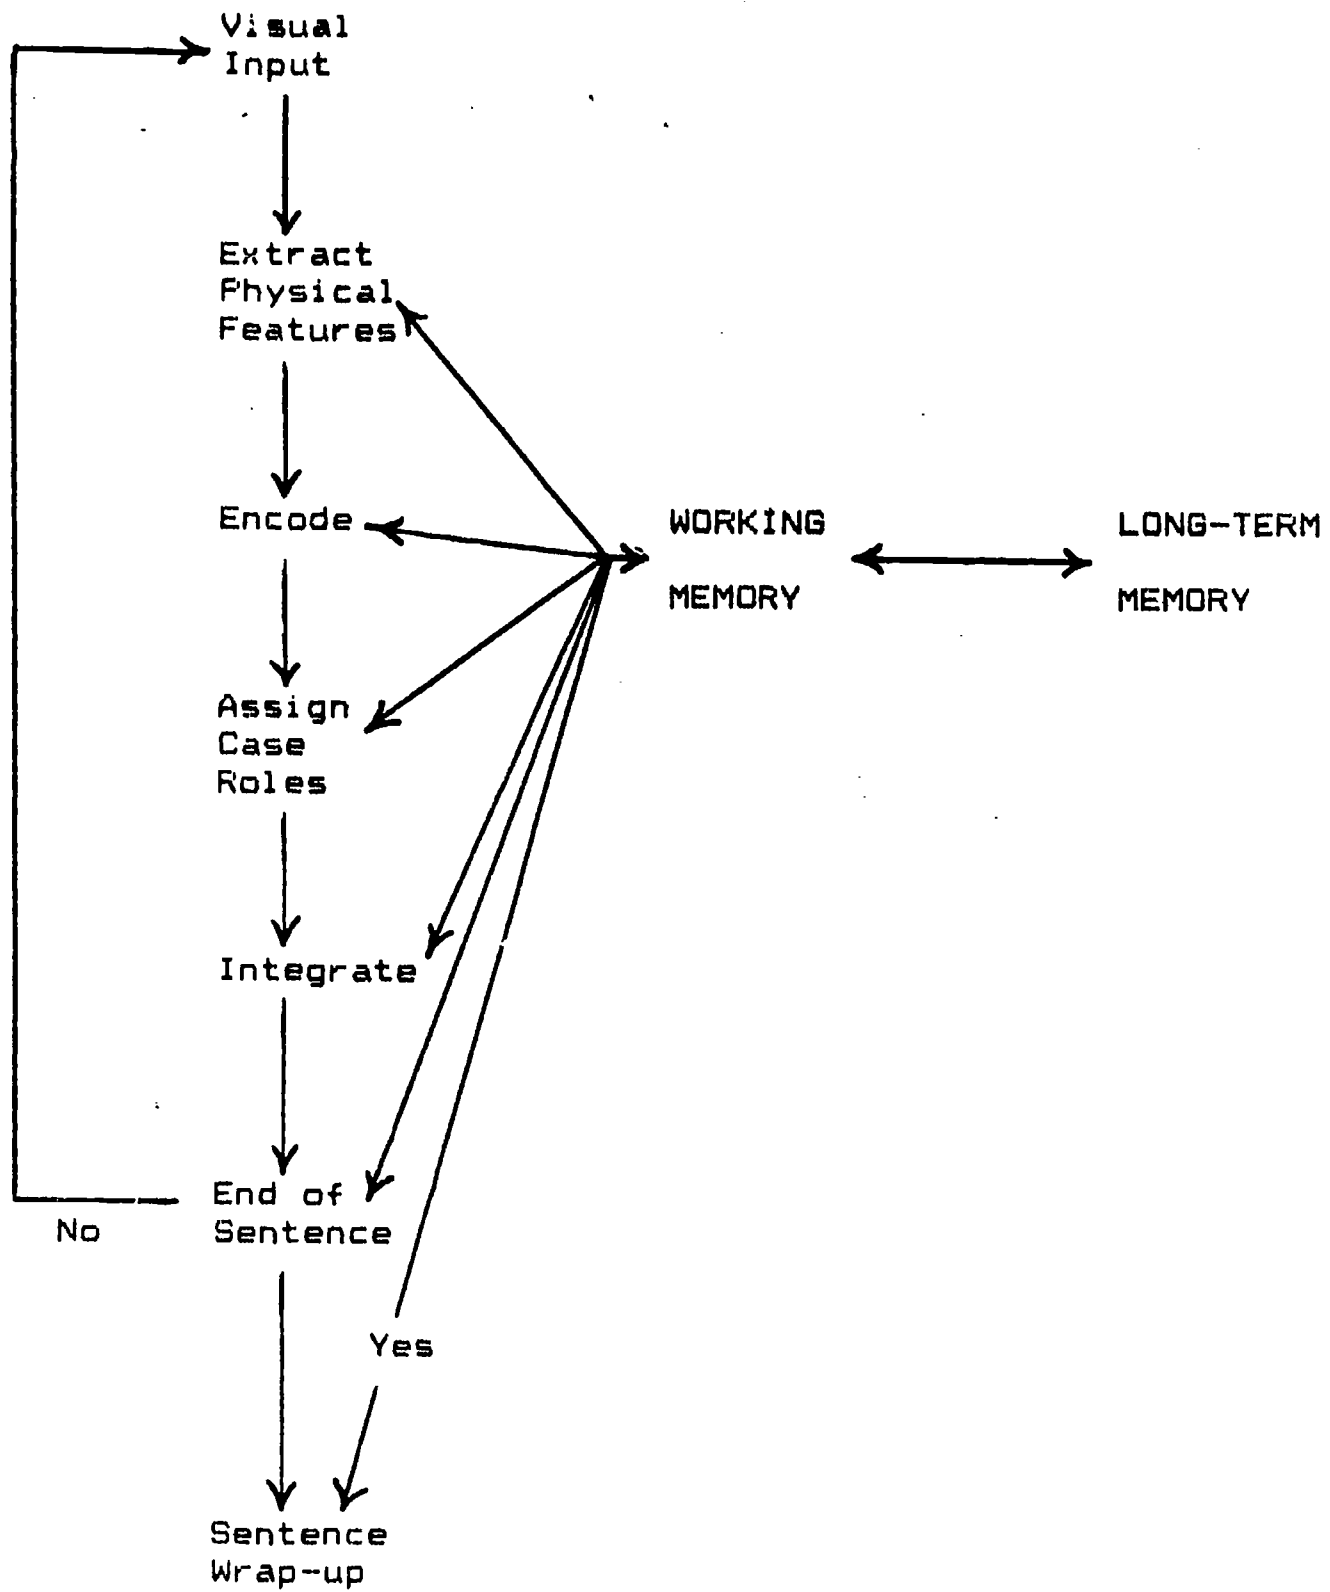 Visual
Input
Extract
Physical
Features
Encode
WORKING
MEMORY
LONG-TERM
MEMORY
Assign
Case
Roles
Integrate
End of
Sentence
No
Yes
Sentence
Wrap-up